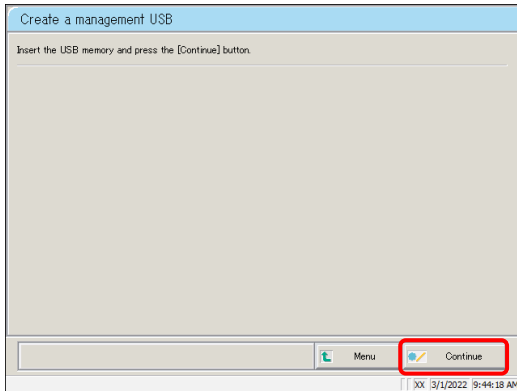 Create a management USB
Insert the USB memory and press the [Continue] button.
Menu
Continue
XX 3/1/2022 9:44:18 AM